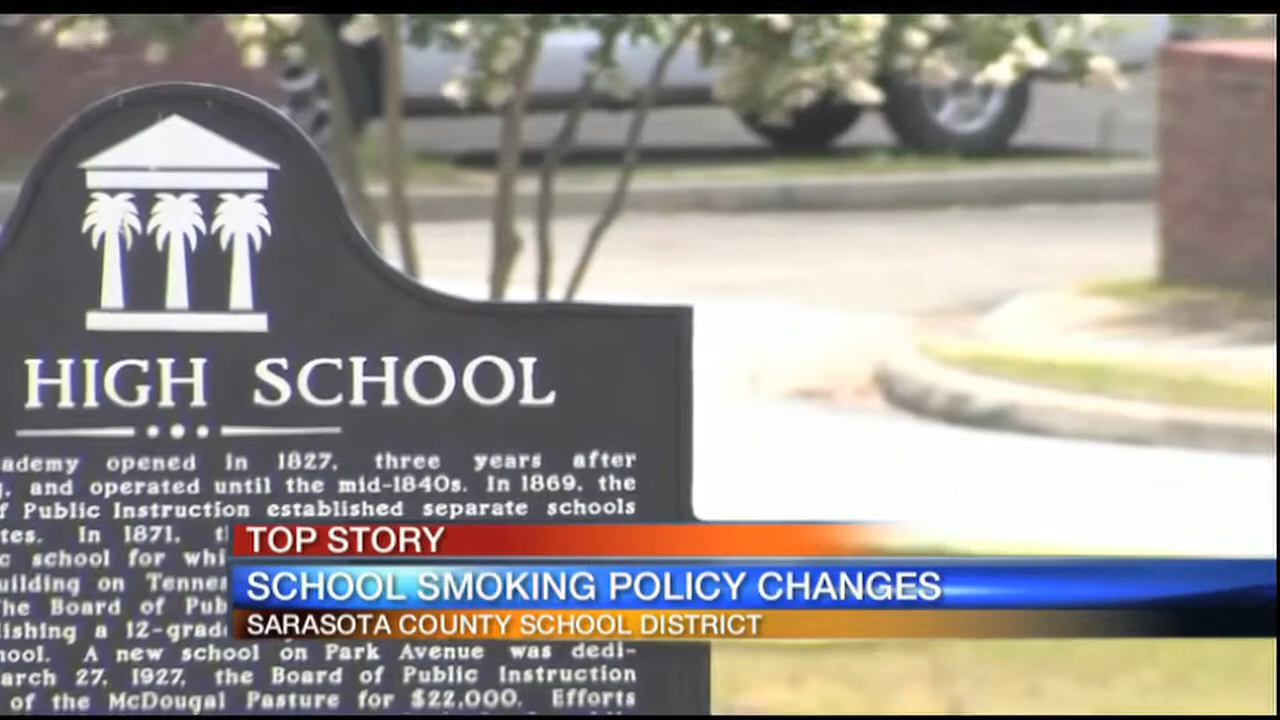 HIGH SCHOOL
opened in 1827, three years after
and operated until the mid-1840s. In 1869, the
Public Instruction established separate schools
In 1871,
school for
on
Board of
a
A new school on Park Avenue was dedi-
27, 1927, the Board of Public Instruction
of the McDougal Pasture for $22,000. Efforts
TOP STORY
SCHOOL SMOKING POLICY CHANGES
SARASOTA COUNTY SCHOOL DISTRICT